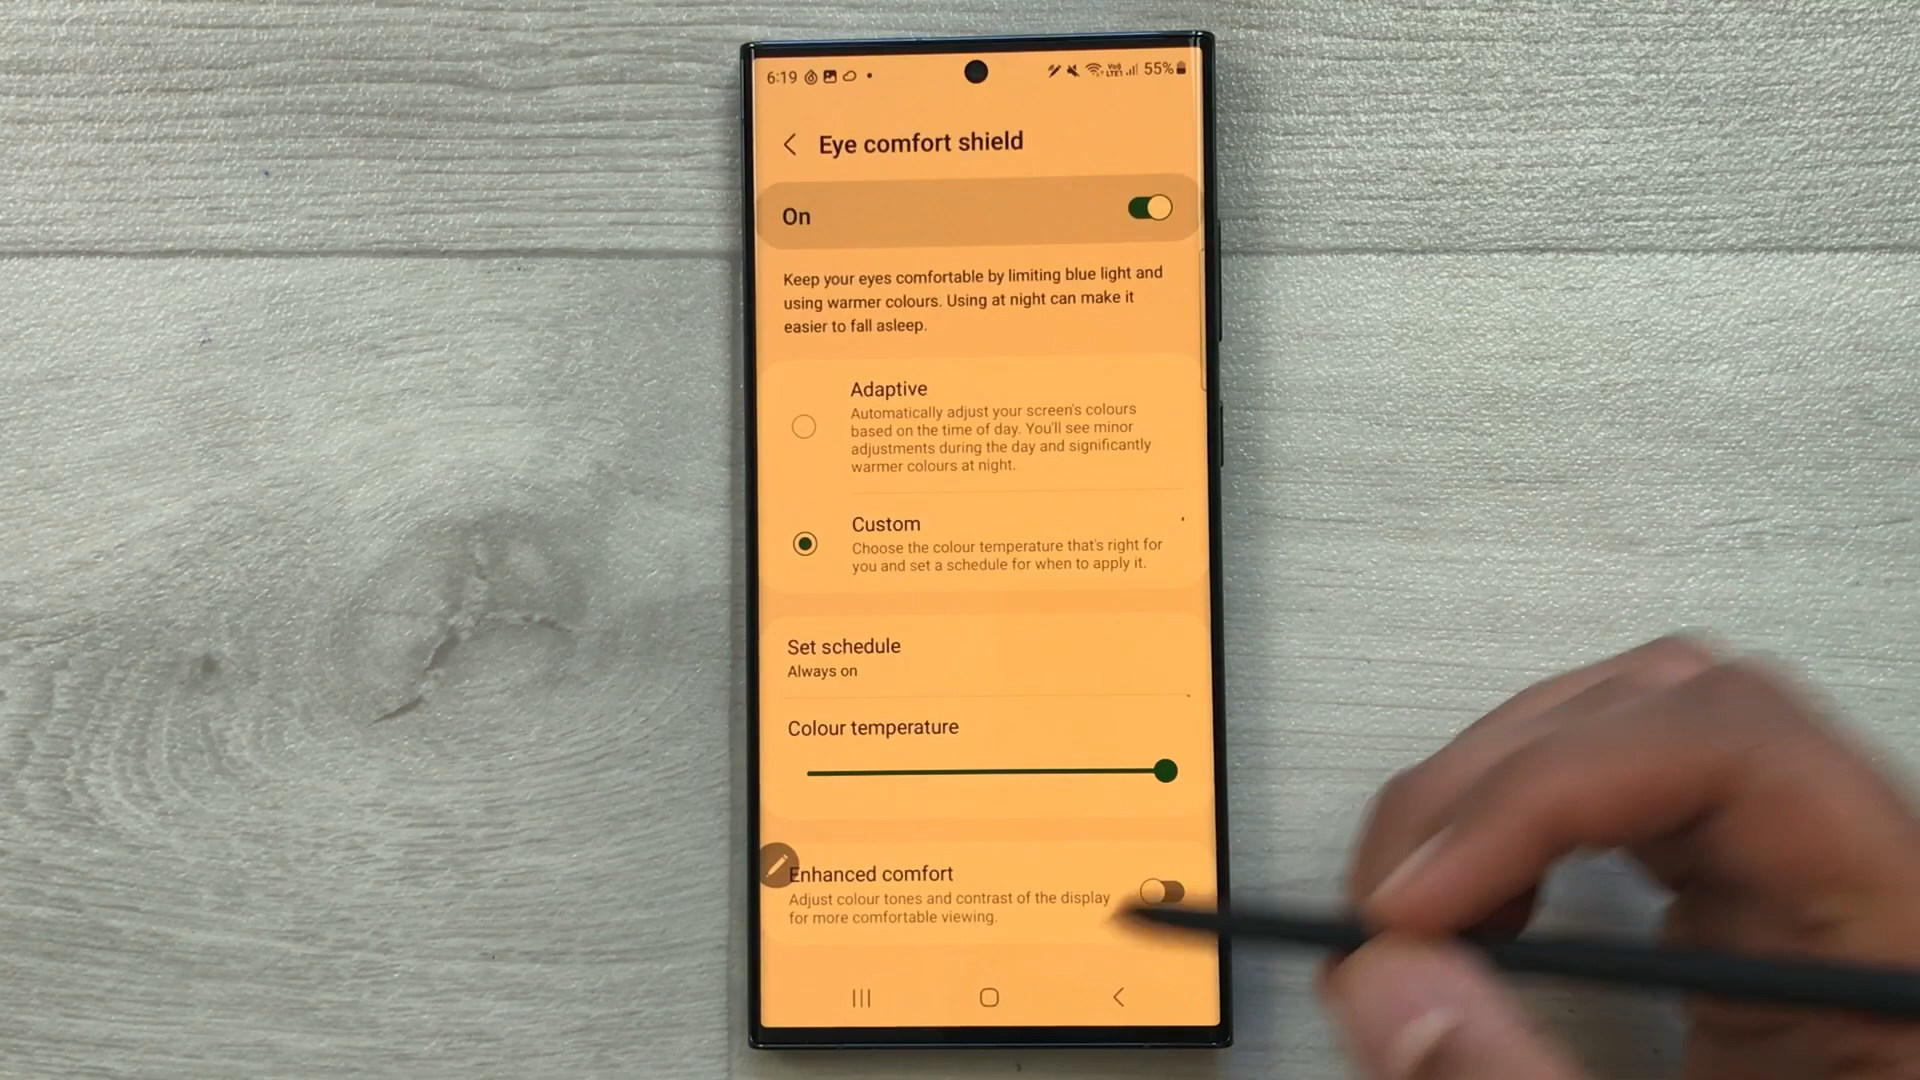 6:19 55%
Eye comfort shield
On
Keep your eyes comfortable by limiting blue light and
using warmer colours. Using at night can make it
easier to fall asleep.
Adaptive
Automatically adjust your screen's colours
based on the time of day. You'll see minor
adjustments during the day and significantly
warmer colours at night.
Custom
Choose the colour temperature that's right for
you and set a schedule for when to apply it.
Set schedule
Always on
Colour temperature
Enhanced comfort
Adjust colour tones and contrast of the display
for more comfortable viewing.